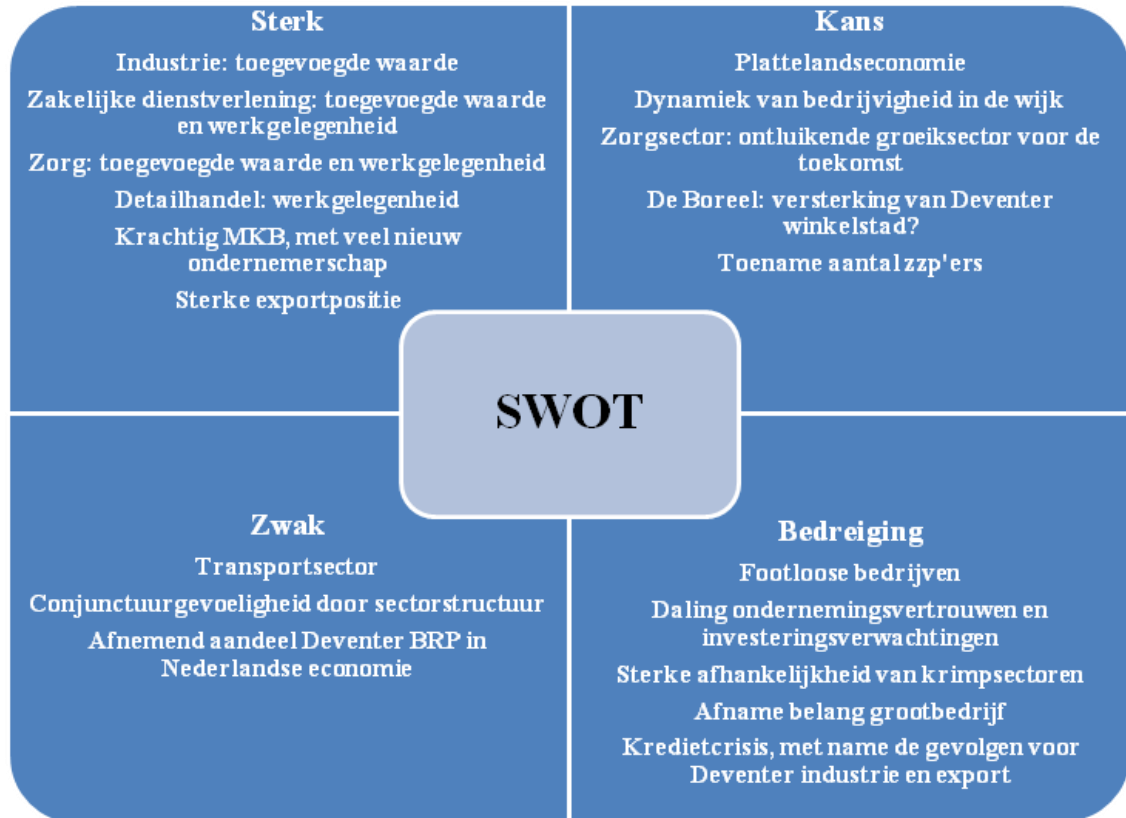 Sterk
Industrie: toegevoegde waarde
Zakelijke dienstverlening: toegevoegde waarde
en werkgelegenheid
Zorg: toegevoegde waarde en werkgelegenheid
Detailhandel: werkgelegenheid
Krachtig MKB, met veel nieuw
ondernemerschap
Sterke exportpositie
Kans
Plattelandseconomie
Dynamiek van bedrijvigheid in de wijk
Zorgsector: ontluikende groeiksector voor de
toekomst
De Boreel: versterking van Deventer
winkelstad?
Toename aantal zzp'ers
SWOT
Zwak
Transportsector
Conjunctuurgevoeligheid door sectorstructuur
Afnemend aandeel Deventer BRP in
Nederlandse economie
Bedreiging
Footloose bedrijven
Daling ondernemingsvertrouwen en
investeringsverwachtingen
Sterke afhankelijkheid van krimpsectoren
Afname belang grootbedrijf
Kredietcrisis, met name de gevolgen voor
Deventer industrie en export